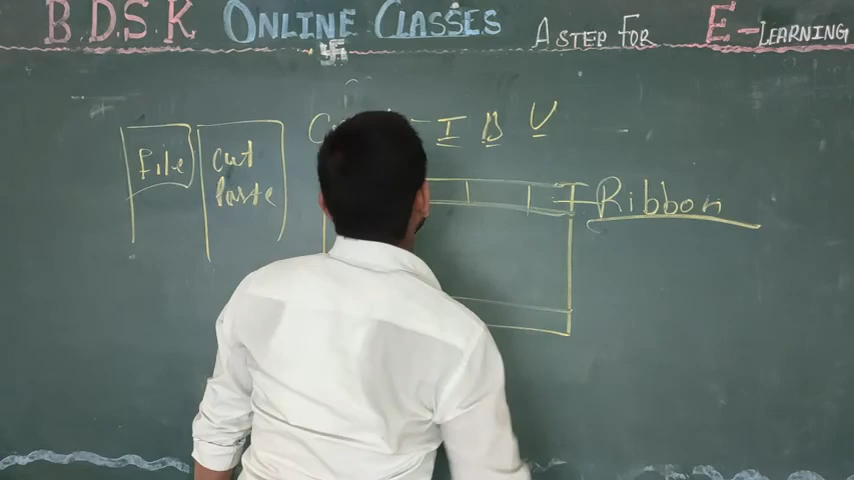 B.D.S.K ONLINE CLASSES A STEP FOR E-LEARNING
I B U
File Cut
Paste
Ribbon